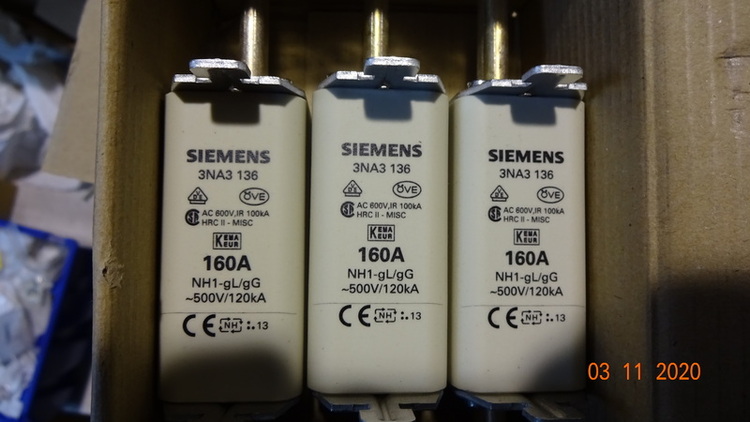 SIEMENS
3NA3 136
ÖVE
AC 600V,IR 100kA
HRC II - MISC
KEMA
KEUR
160A
NH1-gL/gG
~500V/120kA
CE NH :.13
SIEMENS
3NA3 136
ÖVE
AC 600V,IR 100kA
HRC II - MISC
KEMA
KEUR
160A
NH1-gL/gG
~500V/120kA
CE NH :.13
SIEMENS
3NA3 136
ÖVE
AC 600V,IR 100kA
HRC II - MISC
KEMA
KEUR
160A
NH1-gL/gG
~500V/120kA
CE NH :.13
03 11 2020